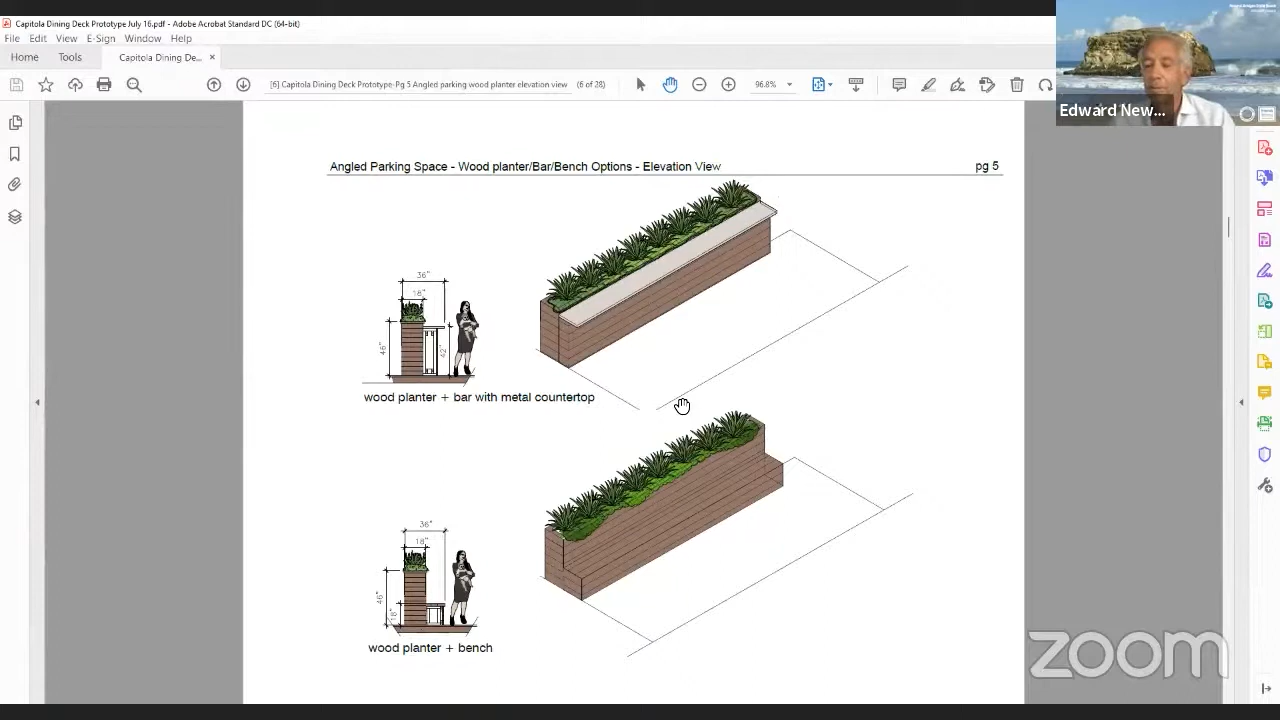 Capitola Dining Deck Prototype July 16.pdf - Adobe Acrobat Standard DC (64-bit)
File Edit View E-Sign Window Help
Home Tools Capitola Dining De... ×
[6] Capitola Dining Deck Prototype-Pg 5 Angled parking wood planter elevation view (6 of 28) 96.8%
Edward New...
Angled Parking Space - Wood planter/Bar/Bench Options - Elevation View pg 5
36"
18"
46"
42"
wood planter + bar with metal countertop
36"
18"
46"
18"
wood planter + bench
zoom